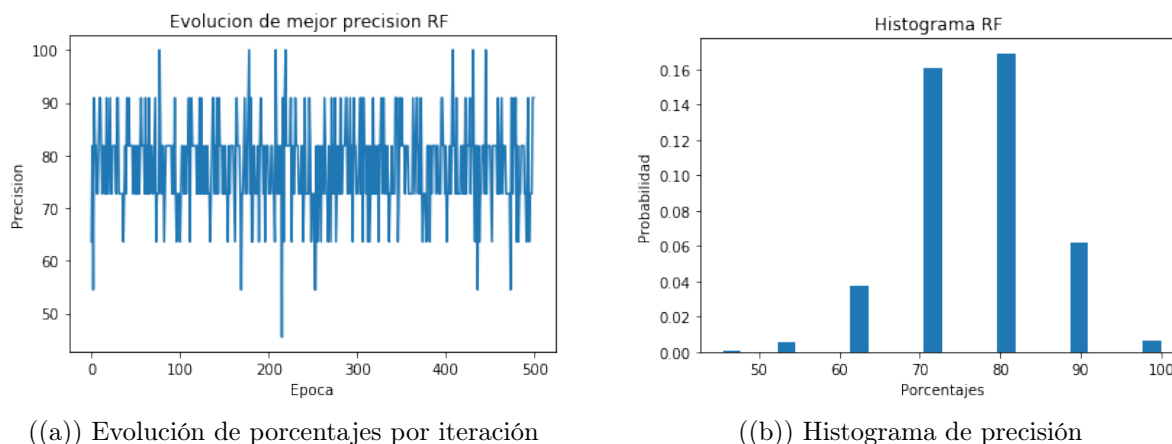 Evolucion de mejor precision RF
100
90
80
70
60
50
Precision
0 100 200 300 400 500
Epoca
((a)) Evolución de porcentajes por iteración
Histograma RF
0.16
0.14
0.12
0.10
0.08
0.06
0.04
0.02
0.00
Probabilidad
50 60 70 80 90 100
Porcentajes
((b)) Histograma de precisión